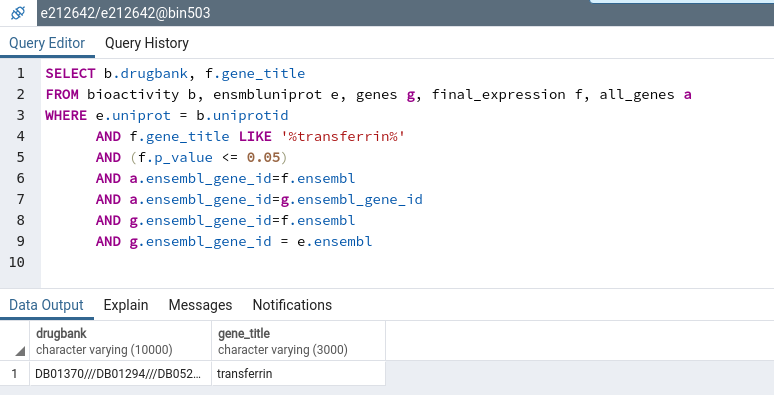 e212642/e212642@bin503
Query Editor Query History
1 SELECT b.drugbank, f.gene_title
2 FROM bioactivity b, ensmbluniprot e, genes g, final_expression f, all_genes a
3 WHERE e.uniprot = b.uniprotid
4 AND f.gene_title LIKE '%transferrin%'
5 AND (f.p_value <= 0.05)
6 AND a.ensembl_gene_id=f.ensembl
7 AND a.ensembl_gene_id=g.ensembl_gene_id
8 AND g.ensembl_gene_id=f.ensembl
9 AND g.ensembl_gene_id = e.ensembl
10
Data Output Explain Messages Notifications
drugbank gene_title
character varying (10000) character varying (3000)
1 DB01370///DB01294///DB052... transferrin